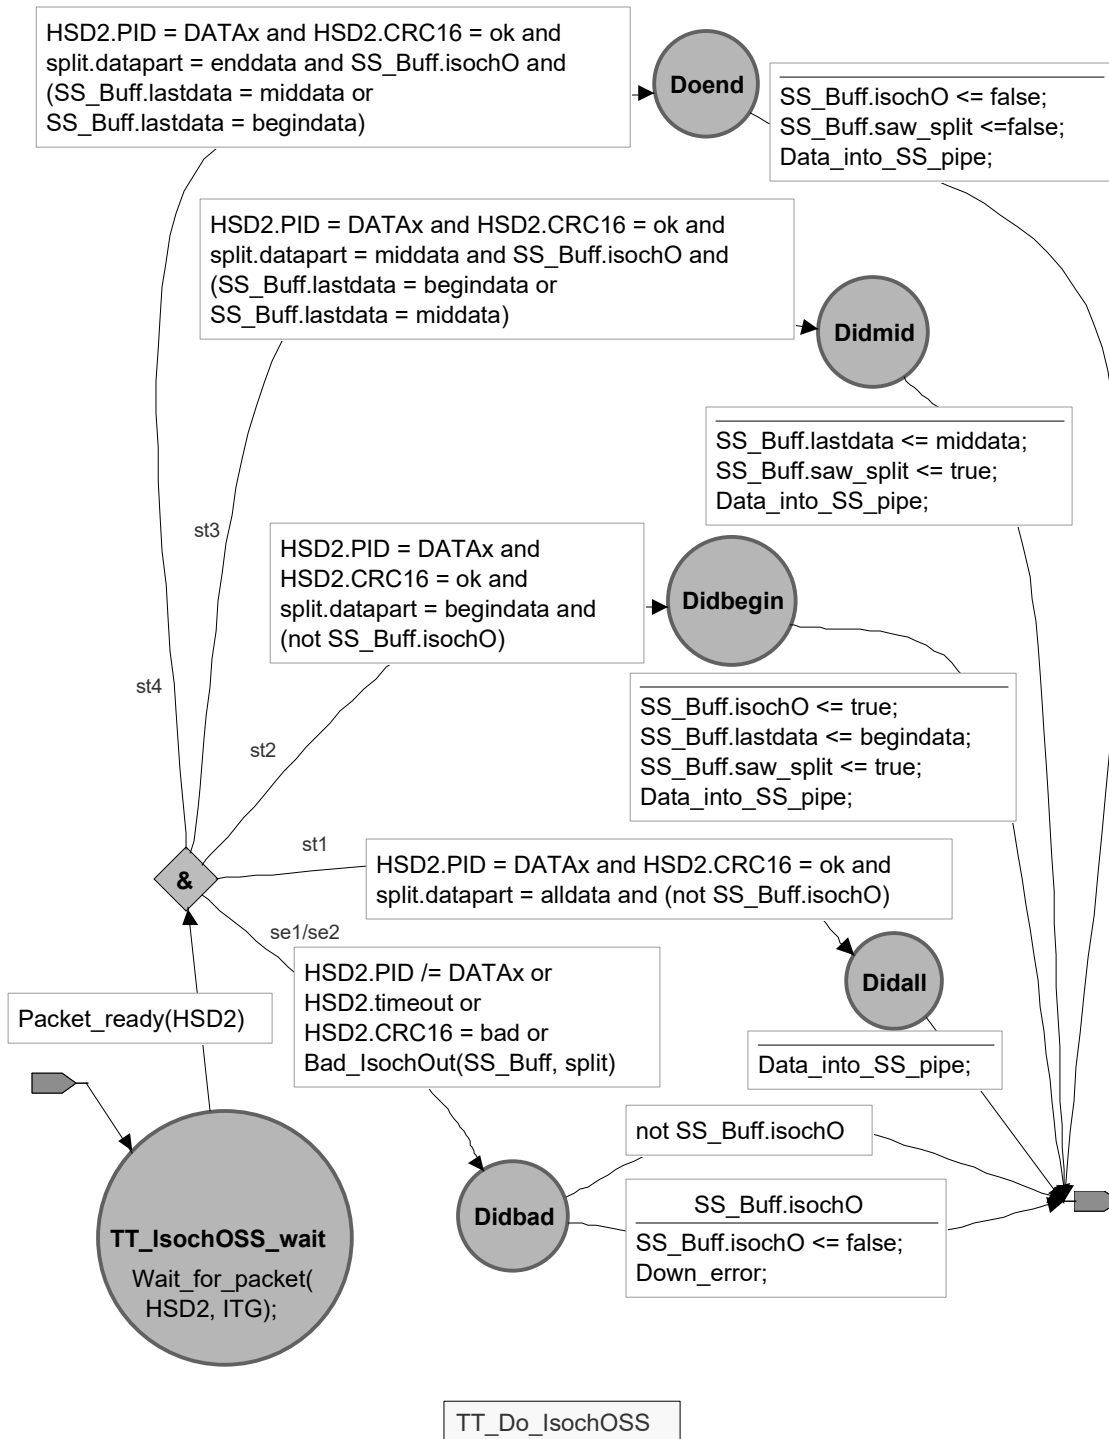 HSD2.PID = DATAx and HSD2.CRC16 = ok and
split.datapart = enddata and SS_Buff.isochO and
(SS_Buff.lastdata = middata or
SS_Buff.lastdata = begindata)
Doend
SS_Buff.isochO <= false;
SS_Buff.saw_split <=false;
Data_into_SS_pipe;
HSD2.PID = DATAx and HSD2.CRC16 = ok and
split.datapart = middata and SS_Buff.isochO and
(SS_Buff.lastdata = begindata or
SS_Buff.lastdata = middata)
Didmid
SS_Buff.lastdata <= middata;
SS_Buff.saw_split <= true;
Data_into_SS_pipe;
st3
HSD2.PID = DATAx and
HSD2.CRC16 = ok and
split.datapart = begindata and
(not SS_Buff.isochO)
Didbegin
st4
SS_Buff.isochO <= true;
SS_Buff.lastdata <= begindata;
SS_Buff.saw_split <= true;
Data_into_SS_pipe;
st2
st1
HSD2.PID = DATAx and HSD2.CRC16 = ok and
split.datapart = alldata and (not SS_Buff.isochO)
&
se1/se2
HSD2.PID /= DATAx or
HSD2.timeout or
HSD2.CRC16 = bad or
Bad_IsochOut(SS_Buff, split)
Didall
Packet_ready(HSD2)
Data_into_SS_pipe;
not SS_Buff.isochO
Didbad
SS_Buff.isochO
SS_Buff.isochO <= false;
Down_error;
TT_IsochOSS_wait
Wait_for_packet(
HSD2, ITG);
TT_Do_IsochOSS